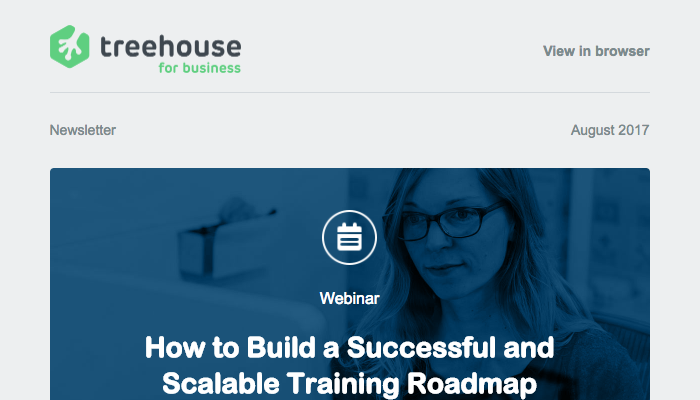 treehouse
for business
View in browser
Newsletter
August 2017
Webinar
How to Build a Successful and
Scalable Training Roadmap